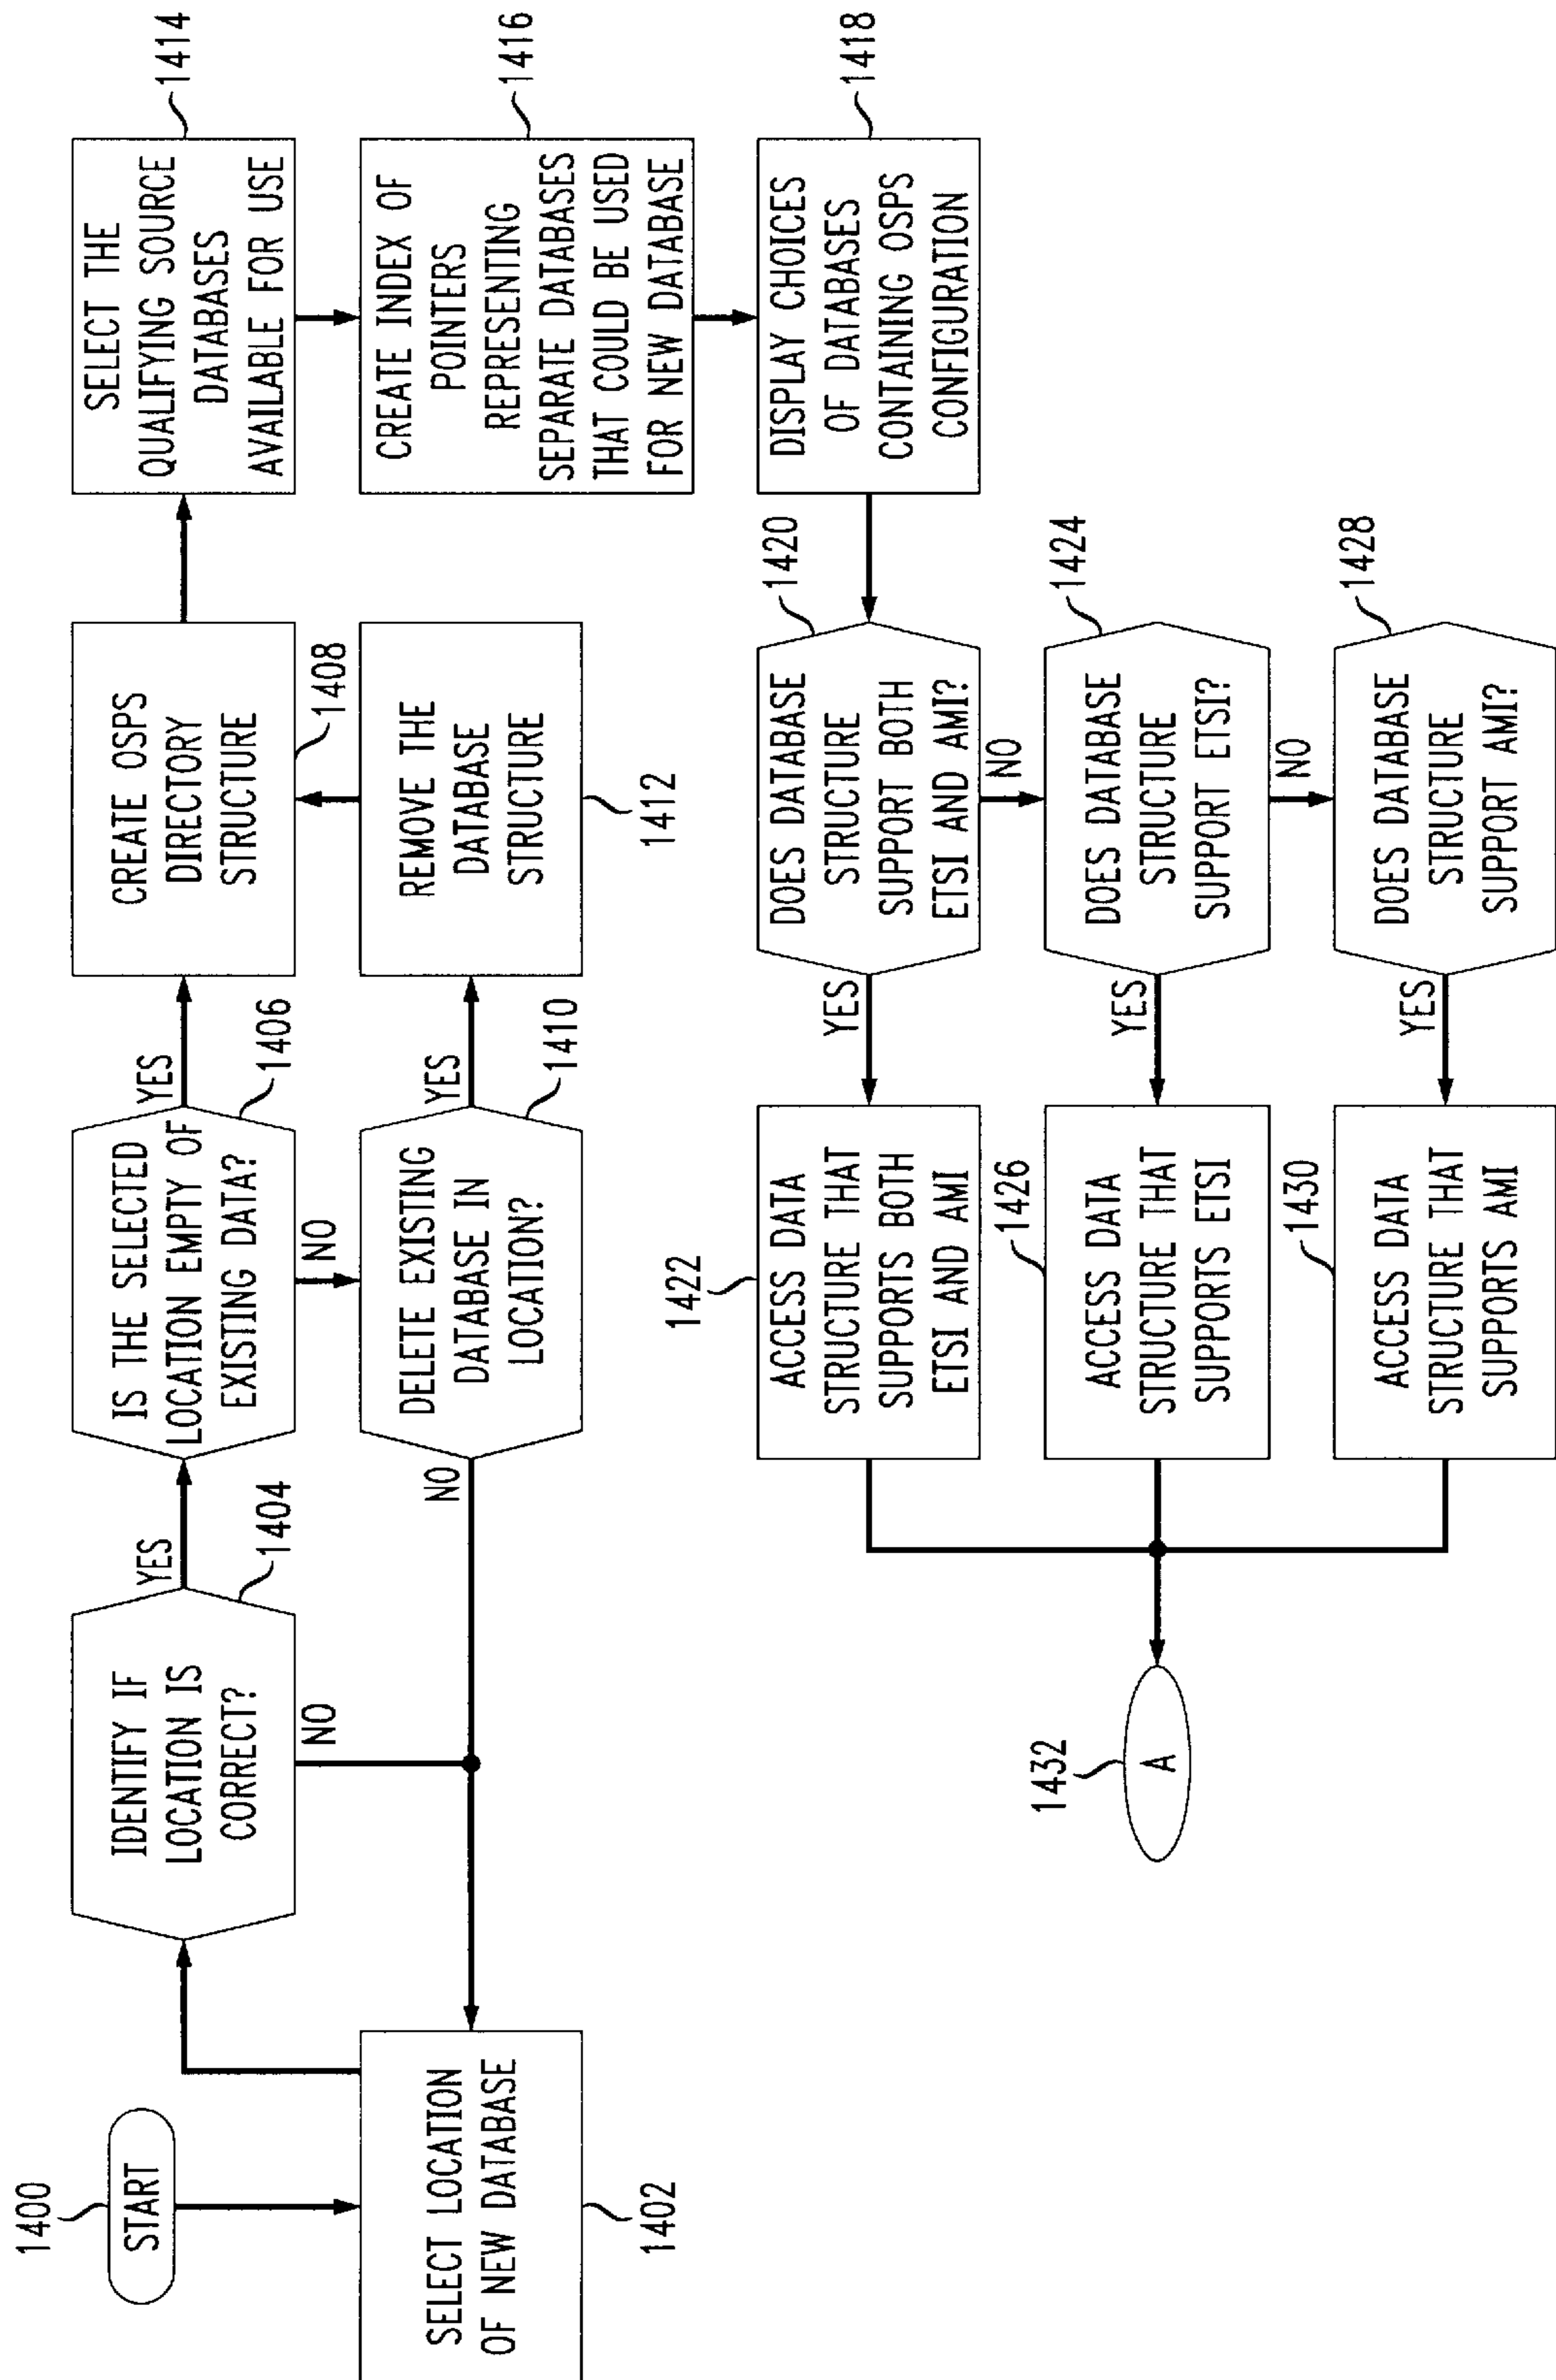 1400
START
SELECT LOCATION
OF NEW DATABASE
1402
IDENTIFY IF
LOCATION IS
CORRECT?
1404
YES
NO
IS THE SELECTED
LOCATION EMPTY OF
EXISTING DATA?
1406
YES
NO
CREATE OSPS
DIRECTORY
STRUCTURE
1408
DELETE EXISTING
DATABASE IN
LOCATION?
1410
YES
NO
REMOVE THE
DATABASE
STRUCTURE
1412
SELECT THE
QUALIFYING SOURCE
DATABASES
AVAILABLE FOR USE
1414
CREATE INDEX OF
POINTERS
REPRESENTING
SEPARATE DATABASES
THAT COULD BE USED
FOR NEW DATABASE
1416
DISPLAY CHOICES
OF DATABASES
CONTAINING OSPS
CONFIGURATION
1418
DOES DATABASE
STRUCTURE
SUPPORT BOTH
ETSI AND AMI?
1420
YES
NO
ACCESS DATA
STRUCTURE THAT
SUPPORTS BOTH
ETSI AND AMI
1422
DOES DATABASE
STRUCTURE
SUPPORT ETSI?
1424
YES
NO
ACCESS DATA
STRUCTURE THAT
SUPPORTS ETSI
1426
DOES DATABASE
STRUCTURE
SUPPORT AMI?
1428
YES
ACCESS DATA
STRUCTURE THAT
SUPPORTS AMI
1430
1432
A